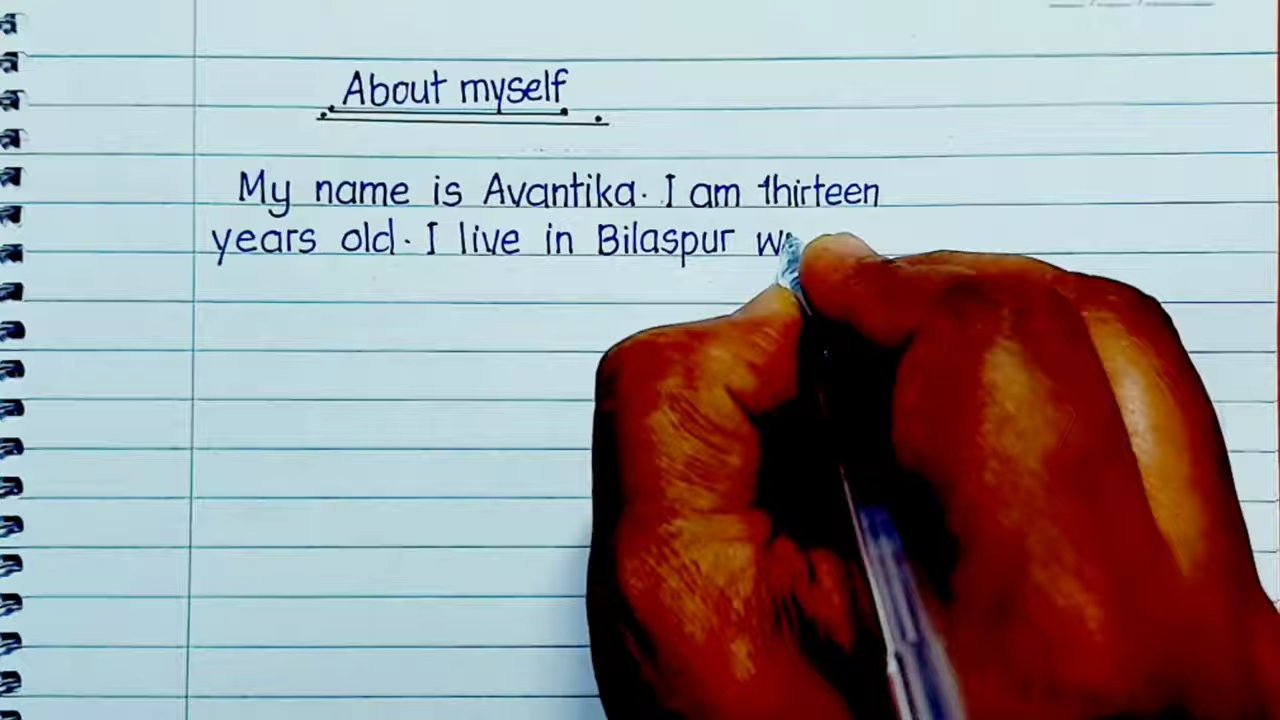 About myself
My name is Avantika. I am thirteen
years old. I live in Bilaspur